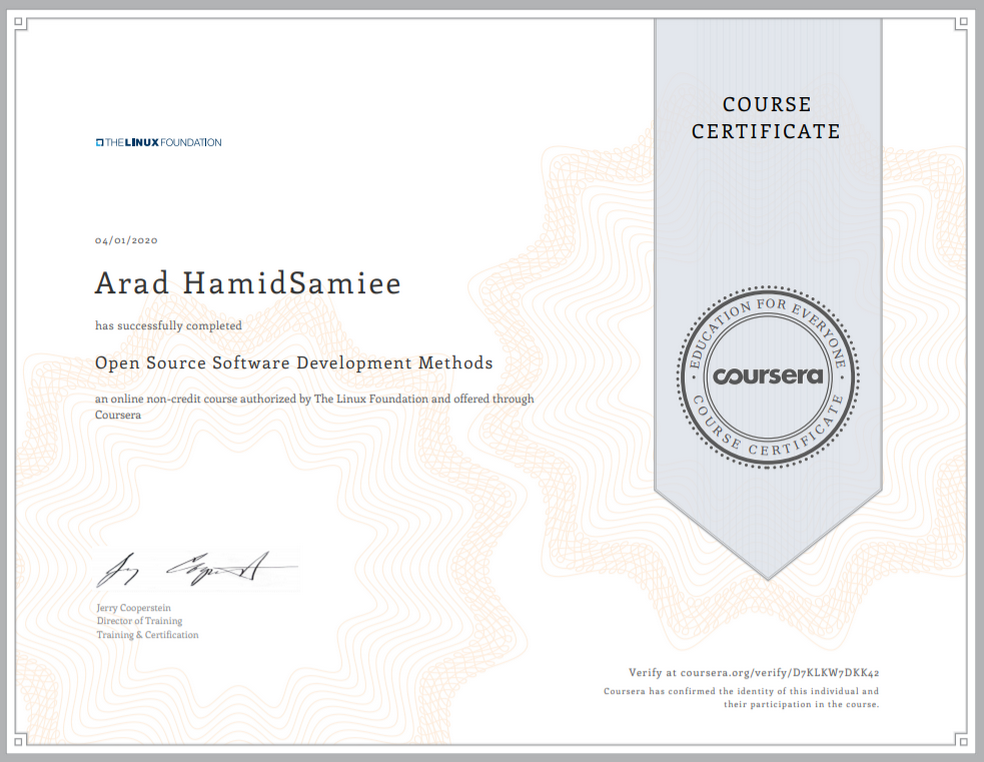 THE LINUX FOUNDATION
04/01/2020
Arad HamidSamiee
has successfully completed
Open Source Software Development Methods
an online non-credit course authorized by The Linux Foundation and offered through
Coursera
Jerry Cooperstein
Director of Training
Training & Certification
COURSE
CERTIFICATE
EDUCATION FOR EVERYONE
coursera
COURSE CERTIFICATE
Verify at coursera.org/verify/D7KLKW7DKK42
Coursera has confirmed the identity of this individual and
their participation in the course.